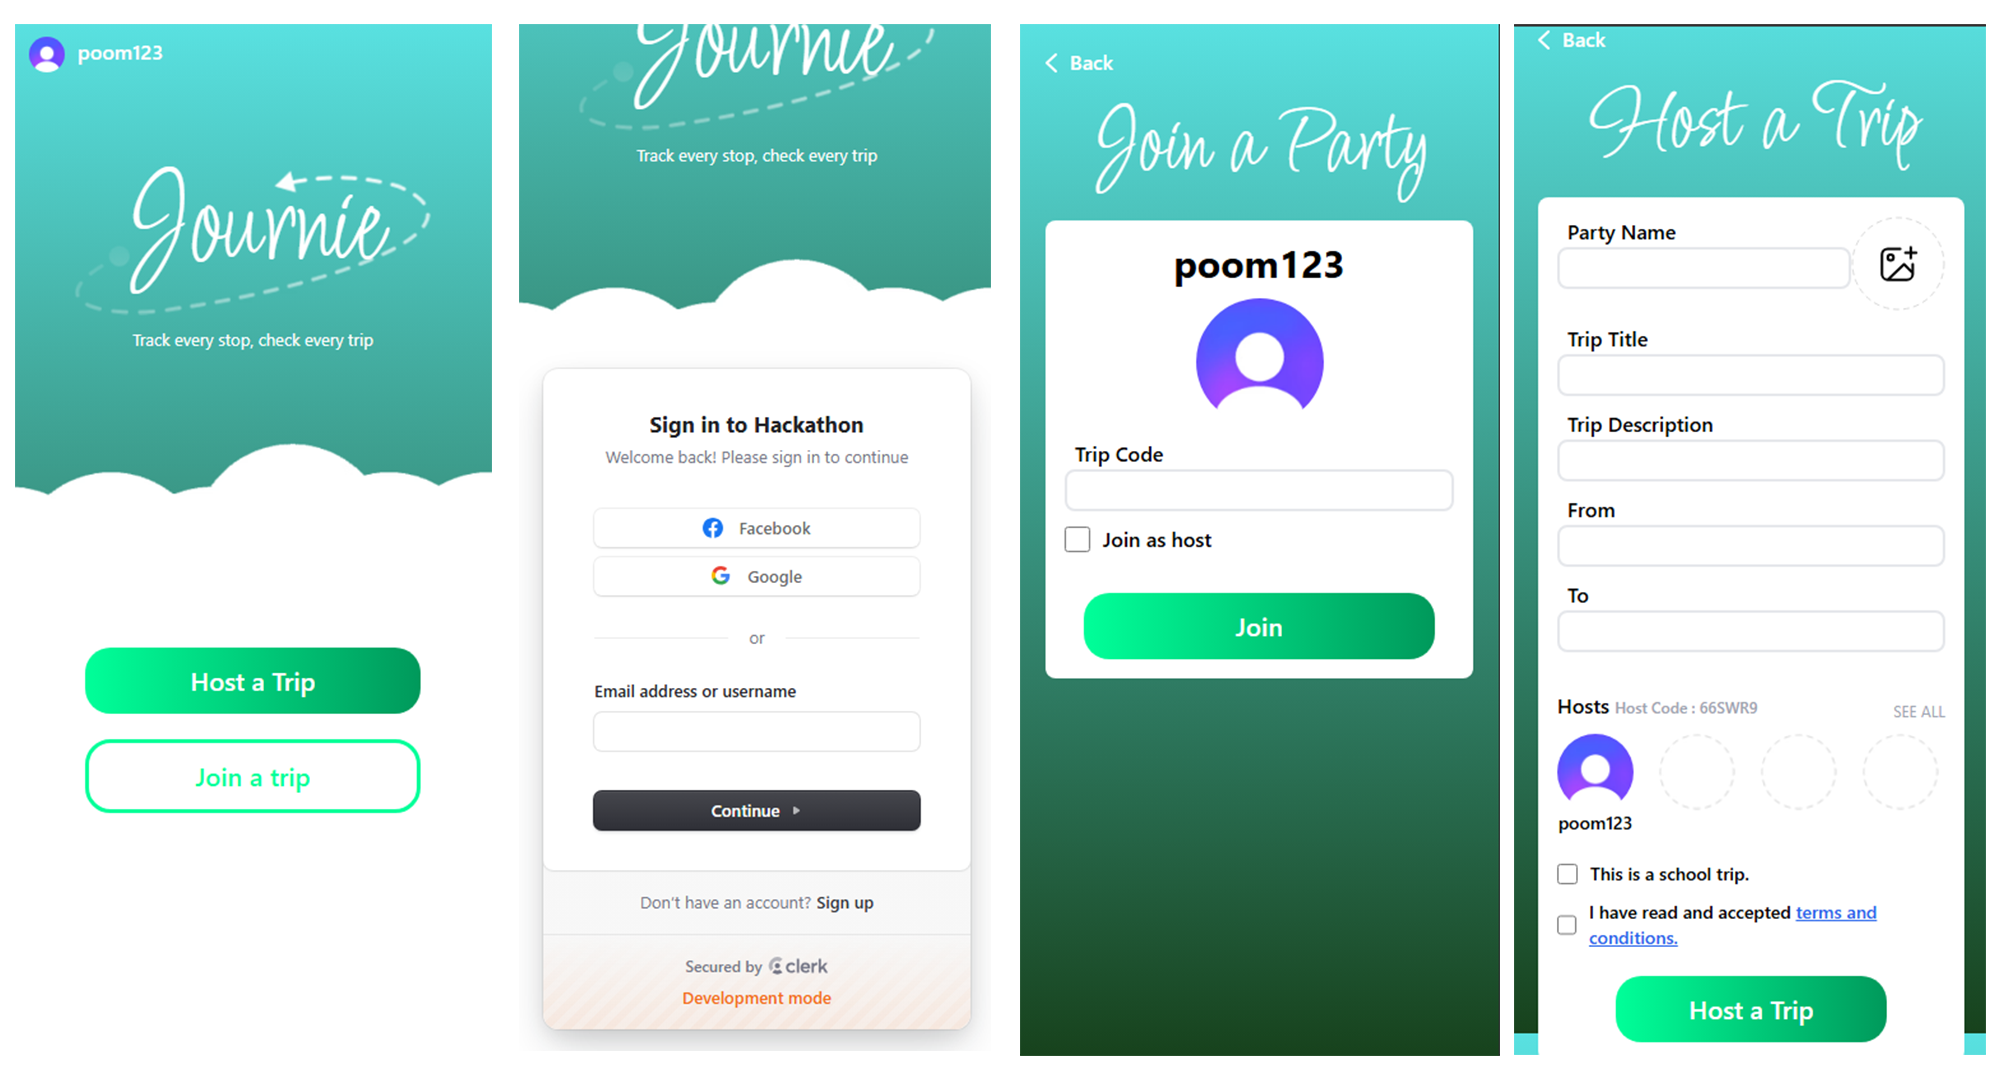 poom123
Journie
Track every stop, check every trip
Host a Trip
Join a trip
Journie
Track every stop, check every trip
Sign in to Hackathon
Welcome back! Please sign in to continue
Facebook
Google
or
Email address or username
Continue
Don't have an account? Sign up
Secured by clerk
Development mode
Back
Join a Party
poom123
Trip Code
Join as host
Join
Back
Host a Trip
Party Name
Trip Title
Trip Description
From
To
Hosts Host Code : 66SWR9 SEE ALL
poom123
This is a school trip.
I have read and accepted terms and
conditions.
Host a Trip